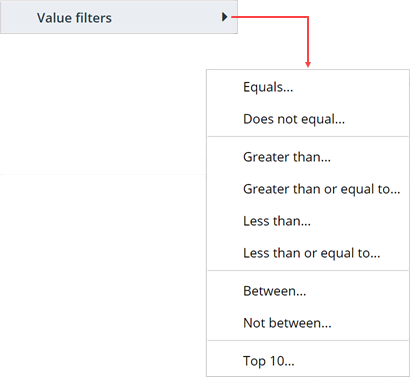 Value filters
Equals...
Does not equal...
Greater than...
Greater than or equal to...
Less than...
Less than or equal to...
Between...
Not between...
Top 10...